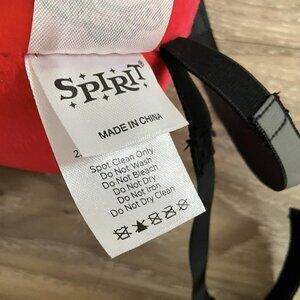 SPIRIT
MADE IN CHINA
2
Spot Clean Only
Do Not Wash
Do Not Bleach
Do Not Dry
Do Not Iron
Do Not Dry Clean